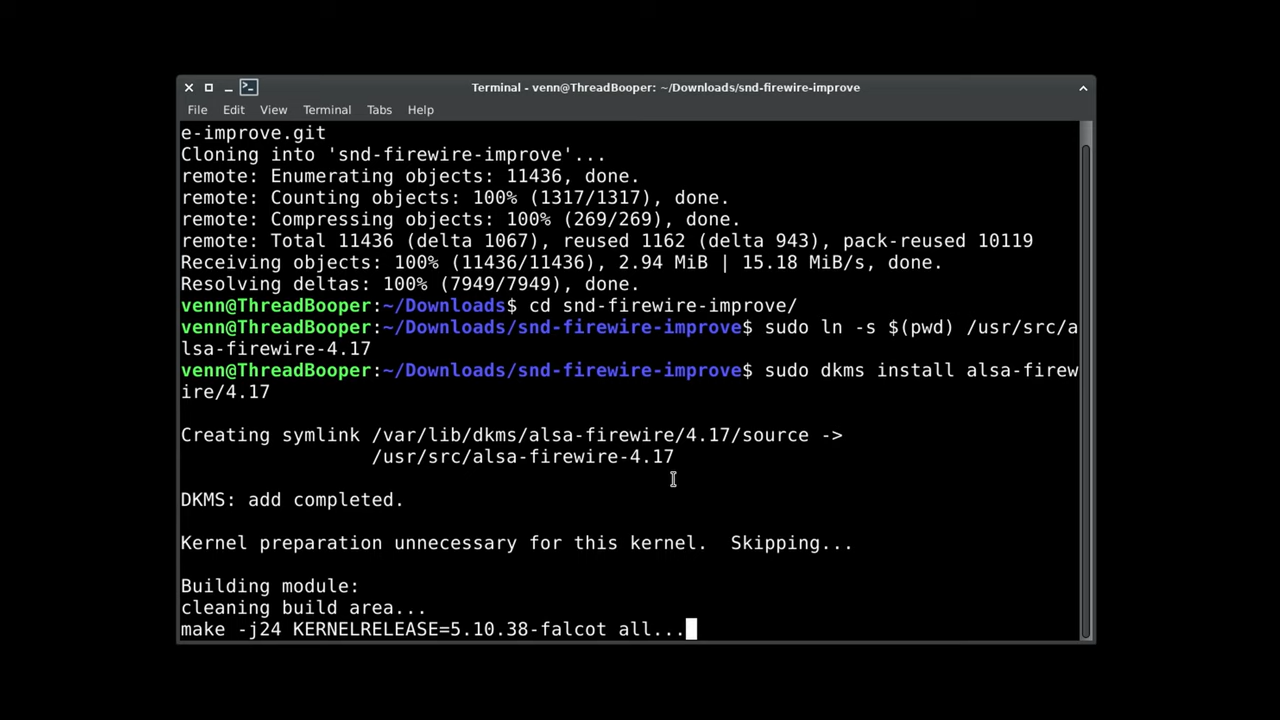 Terminal - venn@ThreadBooper: ~/Downloads/snd-firewire-improve
File Edit View Terminal Tabs Help
e-improve.git
Cloning into 'snd-firewire-improve'...
remote: Enumerating objects: 11436, done.
remote: Counting objects: 100% (1317/1317), done.
remote: Compressing objects: 100% (269/269), done.
remote: Total 11436 (delta 1067), reused 1162 (delta 943), pack-reused 10119
Receiving objects: 100% (11436/11436), 2.94 MiB | 15.18 MiB/s, done.
Resolving deltas: 100% (7949/7949), done.
venn@ThreadBooper:~/Downloads$ cd snd-firewire-improve/
venn@ThreadBooper:~/Downloads/snd-firewire-improve$ sudo ln -s $(pwd) /usr/src/a
lsa-firewire-4.17
venn@ThreadBooper:~/Downloads/snd-firewire-improve$ sudo dkms install alsa-firew
ire/4.17
Creating symlink /var/lib/dkms/alsa-firewire/4.17/source ->
/usr/src/alsa-firewire-4.17
DKMS: add completed.
Kernel preparation unnecessary for this kernel.  Skipping...
Building module:
cleaning build area...
make -j24 KERNELRELEASE=5.10.38-falcot all...